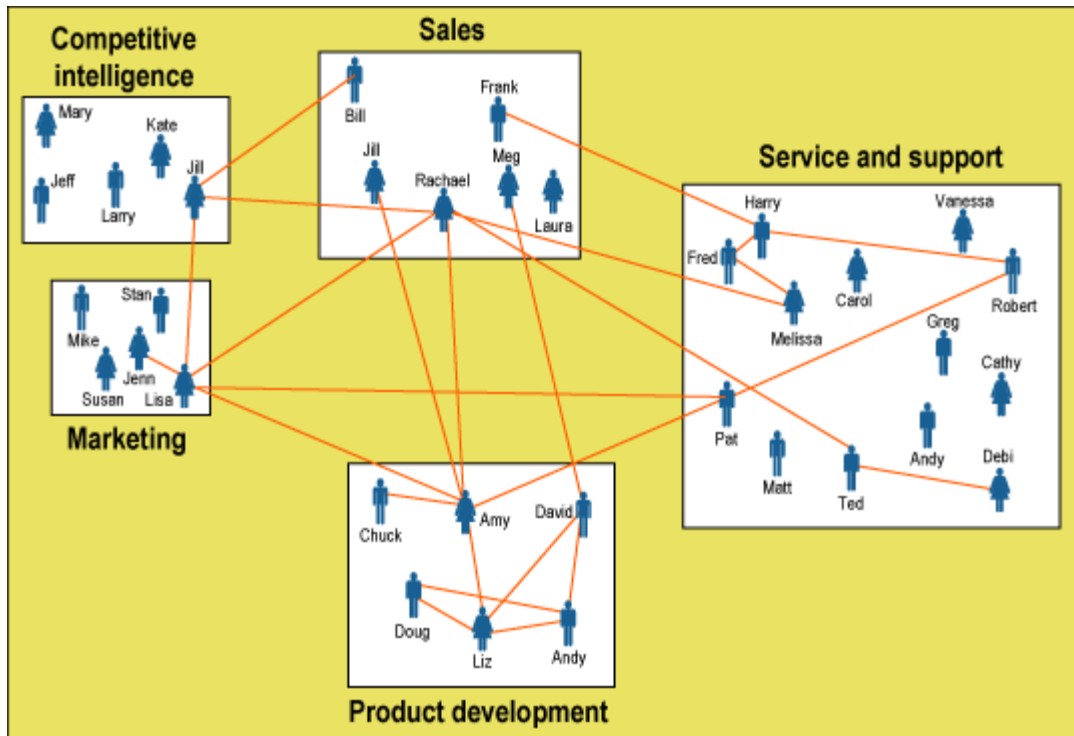 Competitive
intelligence
Mary
Kate
Jeff
Larry
Jill
Sales
Bill
Frank
Jill
Meg
Rachael
Laura
Service and support
Harry
Vanessa
Fred
Carol
Robert
Melissa
Greg
Cathy
Pat
Matt
Andy
Ted
Debi
Stan
Mike
Jenn
Susan
Lisa
Marketing
Chuck
Amy
David
Doug
Liz
Andy
Product development